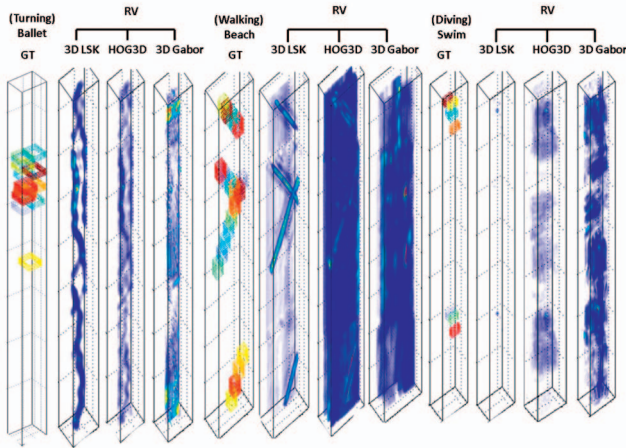 (Turning)
Ballet
GT
RV
3D LSK HOG3D 3D Gabor
(Walking)
Beach
GT
RV
3D LSK HOG3D 3D Gabor
(Diving)
Swim
GT
RV
3D LSK HOG3D 3D Gabor